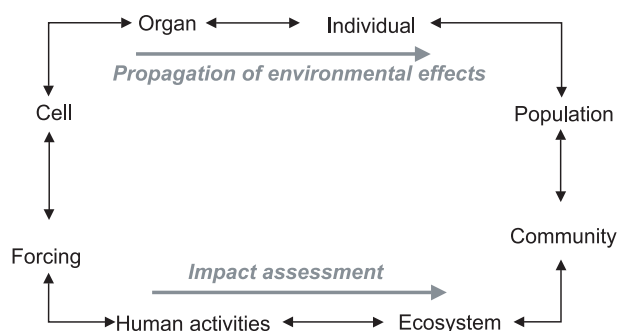 Organ
Individual
Propagation of environmental effects
Cell
Population
Forcing
Community
Impact assessment
Human activities
Ecosystem